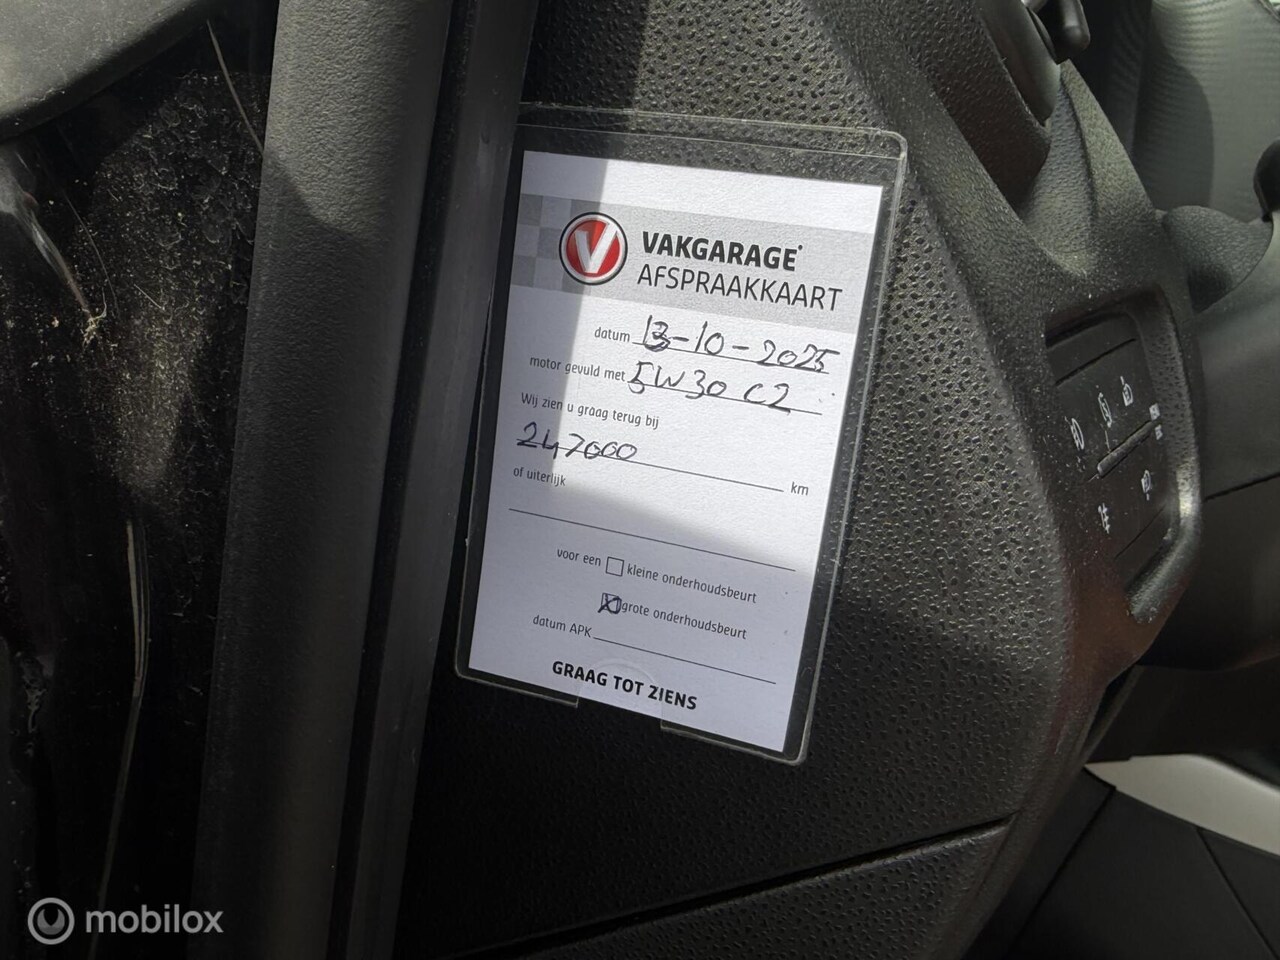 V
VAKGARAGE
AFSPRAAKKAART
datum 13-10-2025
motor gevuld met 5W30 C2
Wij zien u graag terug bij
247000 km
of uiterlijk
voor een kleine onderhoudsbeurt
grote onderhoudsbeurt
datum APK
GRAAG TOT ZIENS
mobilox